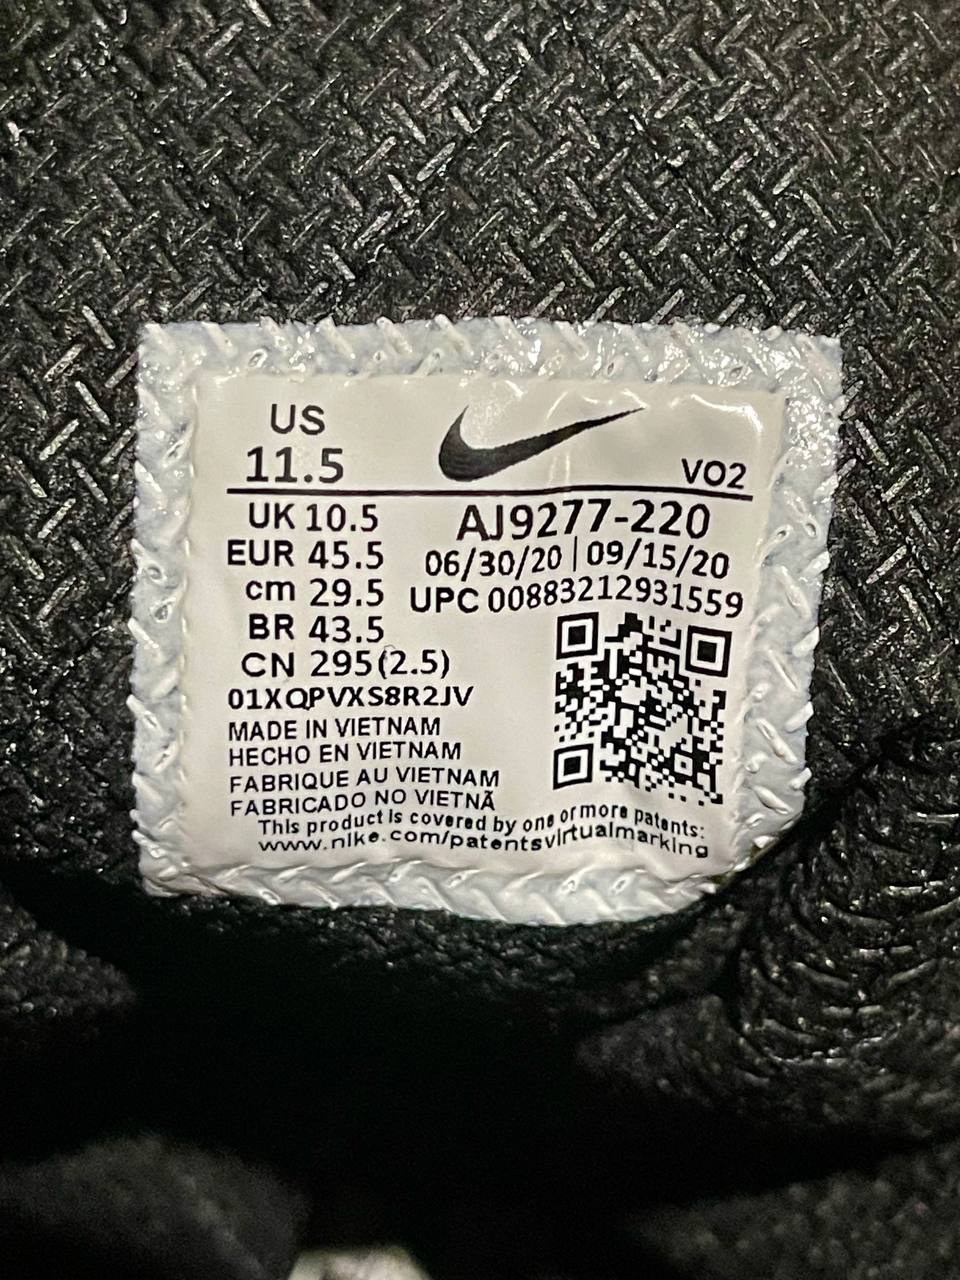 US
11.5
VO2
UK 10.5
EUR 45.5
cm 29.5
BR 43.5
CN 295(2.5)
AJ9277-220
06/30/20 | 09/15/20
UPC 00883212931559
01XQPVXS8R2JV
MADE IN VIETNAM
HECHO EN VIETNAM
FABRIQUE AU VIETNAM
FABRICADO NO VIETNÃ
This product is covered by one or more patents:
www.nike.com/patentsvirtualmarking